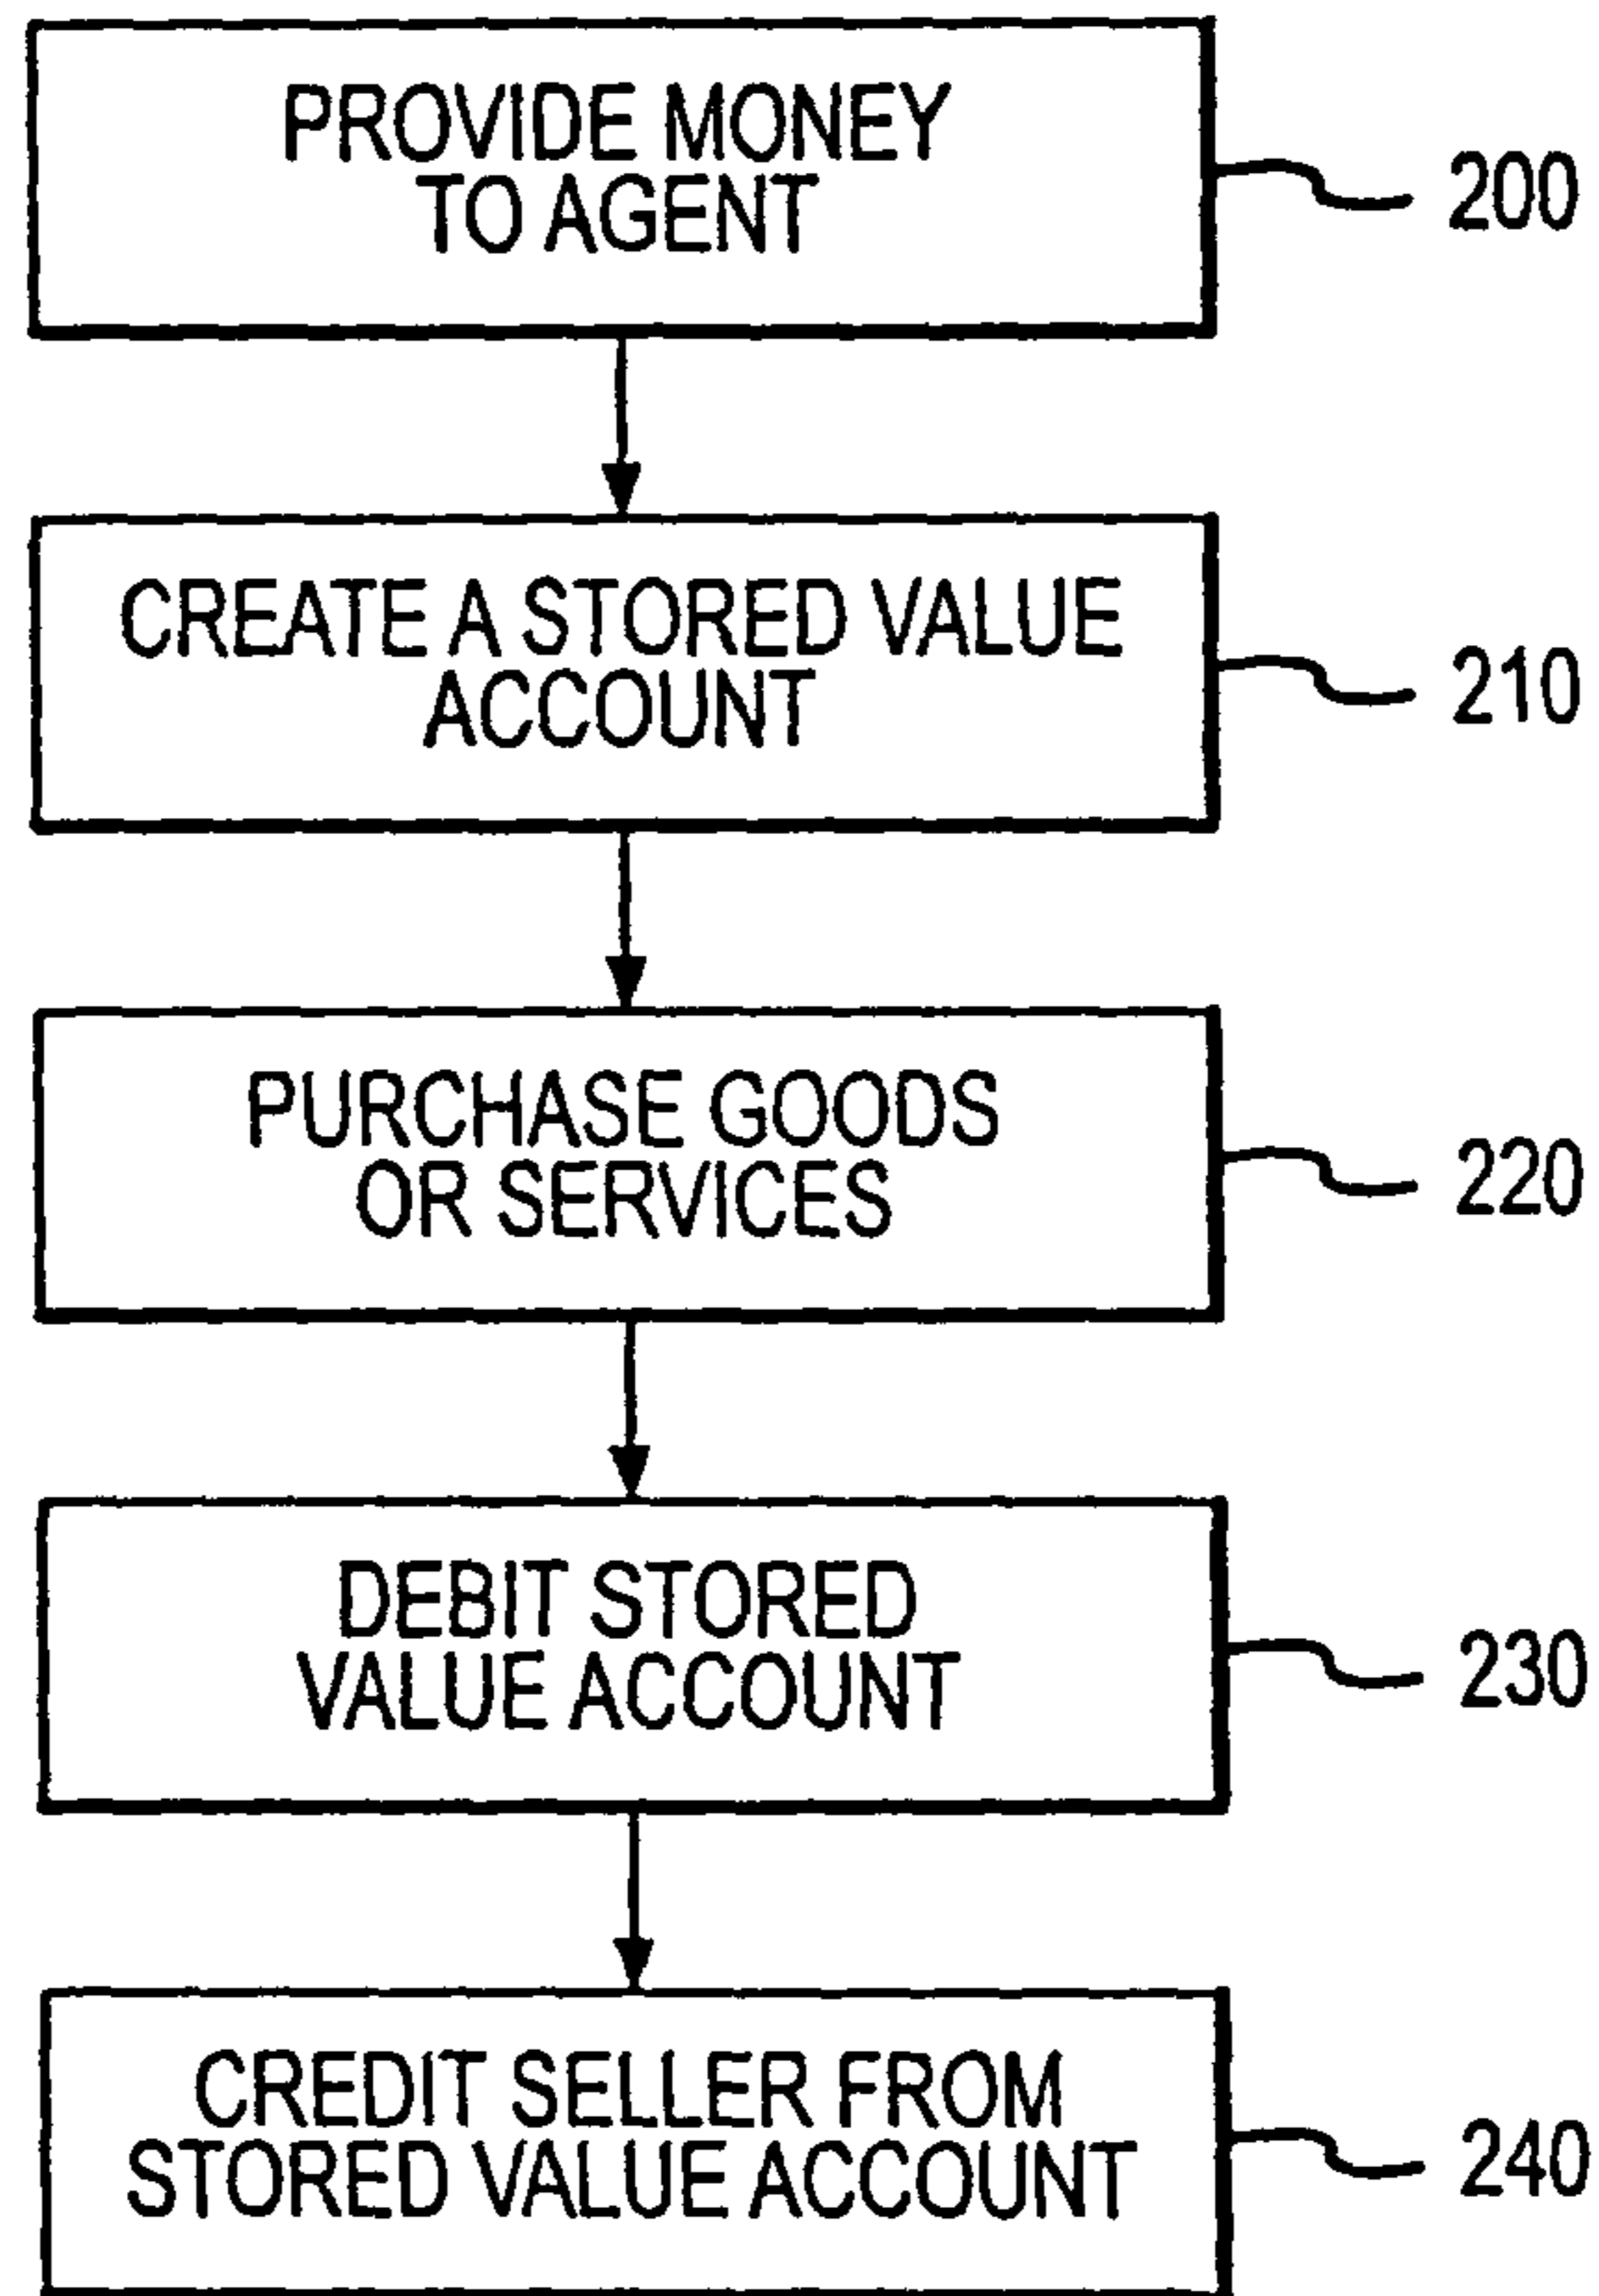 PROVIDE MONEY
TO AGENT
200
CREATE A STORED VALUE
ACCOUNT
210
PURCHASE GOODS
OR SERVICES
220
DEBIT STORED
VALUE ACCOUNT
230
CREDIT SELLER FROM
STORED VALUE ACCOUNT
240